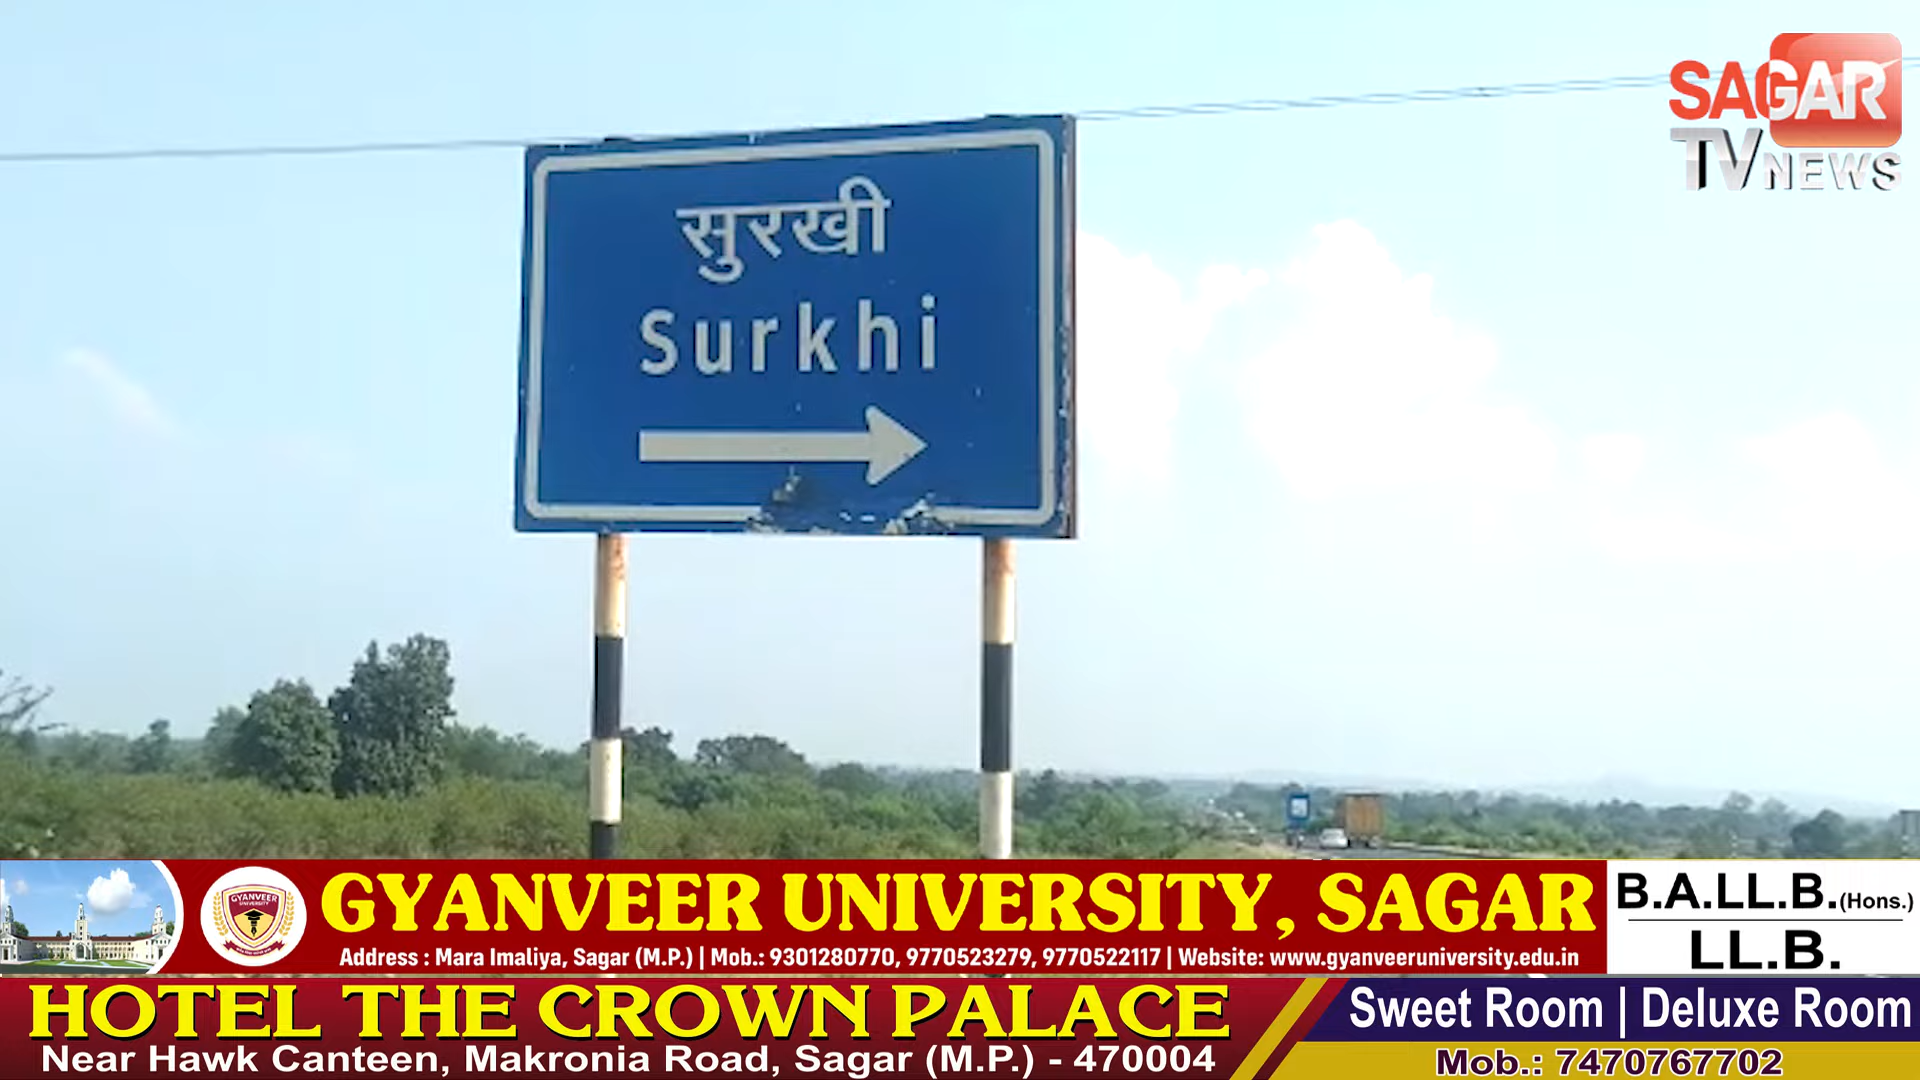 SAGAR
TV NEWS
सुरखी
Surkhi
GYANVEER UNIVERSITY
GYANVEER UNIVERSITY, SAGAR
Address : Mara Imaliya, Sagar (M.P.) | Mob.: 9301280770, 9770523279, 9770522117 | Website: www.gyanveeruniversity.edu.in
B.A.LL.B.(Hons.)
LL.B.
HOTEL THE CROWN PALACE
Near Hawk Canteen, Makronia Road, Sagar (M.P.) - 470004
Sweet Room | Deluxe Room
Mob.: 7470767702